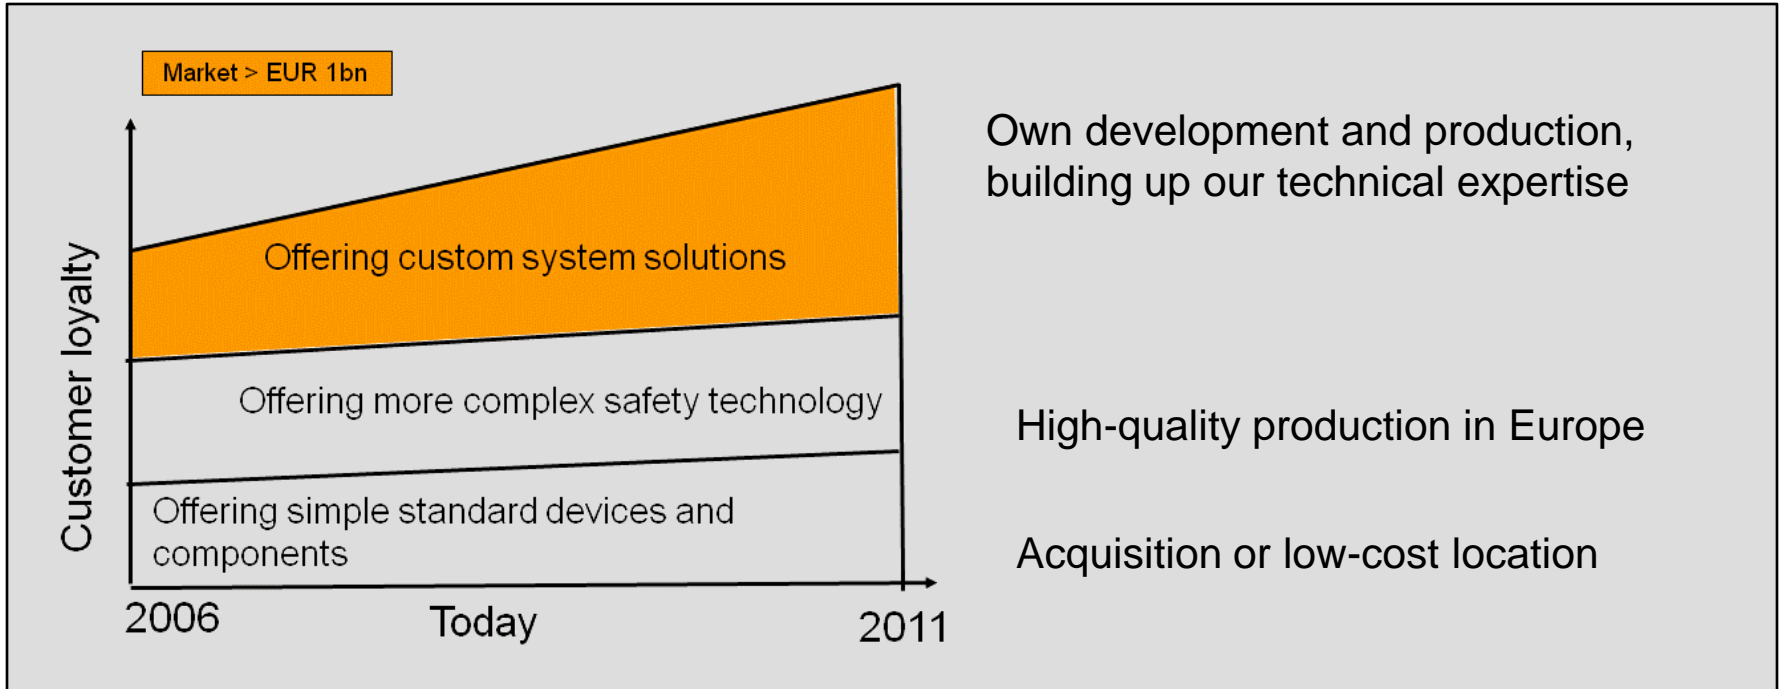 Market > EUR 1bn
Own development and production,
building up our technical expertise
Customer loyalty
Offering custom system solutions
Offering more complex safety technology
High-quality production in Europe
Offering simple standard devices and
components
Acquisition or low-cost location
2006
Today
2011